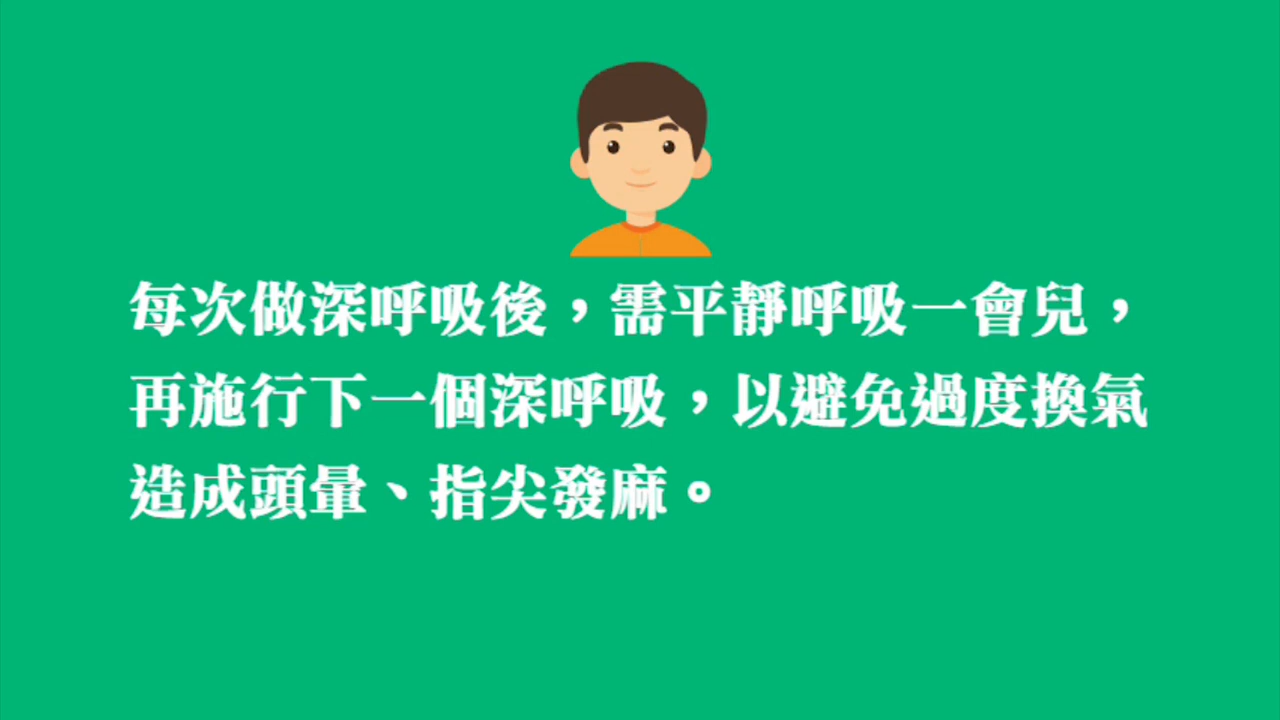 每次做深呼吸後，需平靜呼吸一會兒，
再施行下一個深呼吸，以避免過度換氣
造成頭暈、指尖發麻。